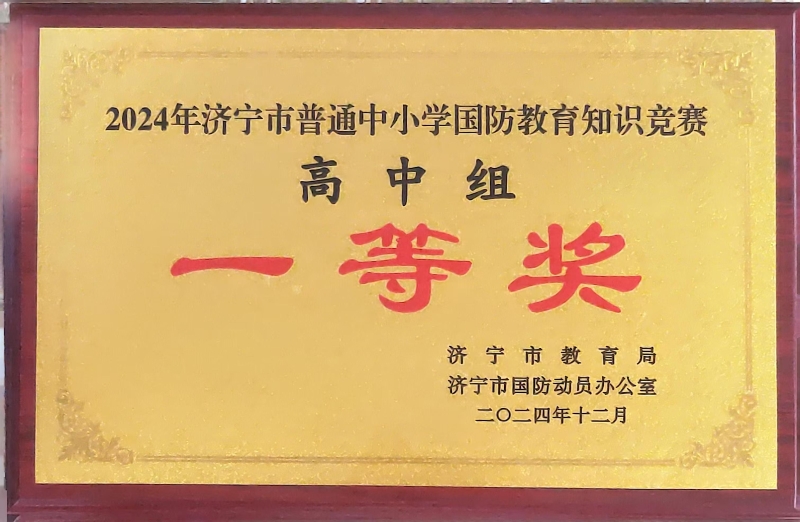 2024年济宁市普通中小学国防教育知识竞赛
高中组
一等奖
济宁市教育局
济宁市国防动员办公室
二〇二四年十二月